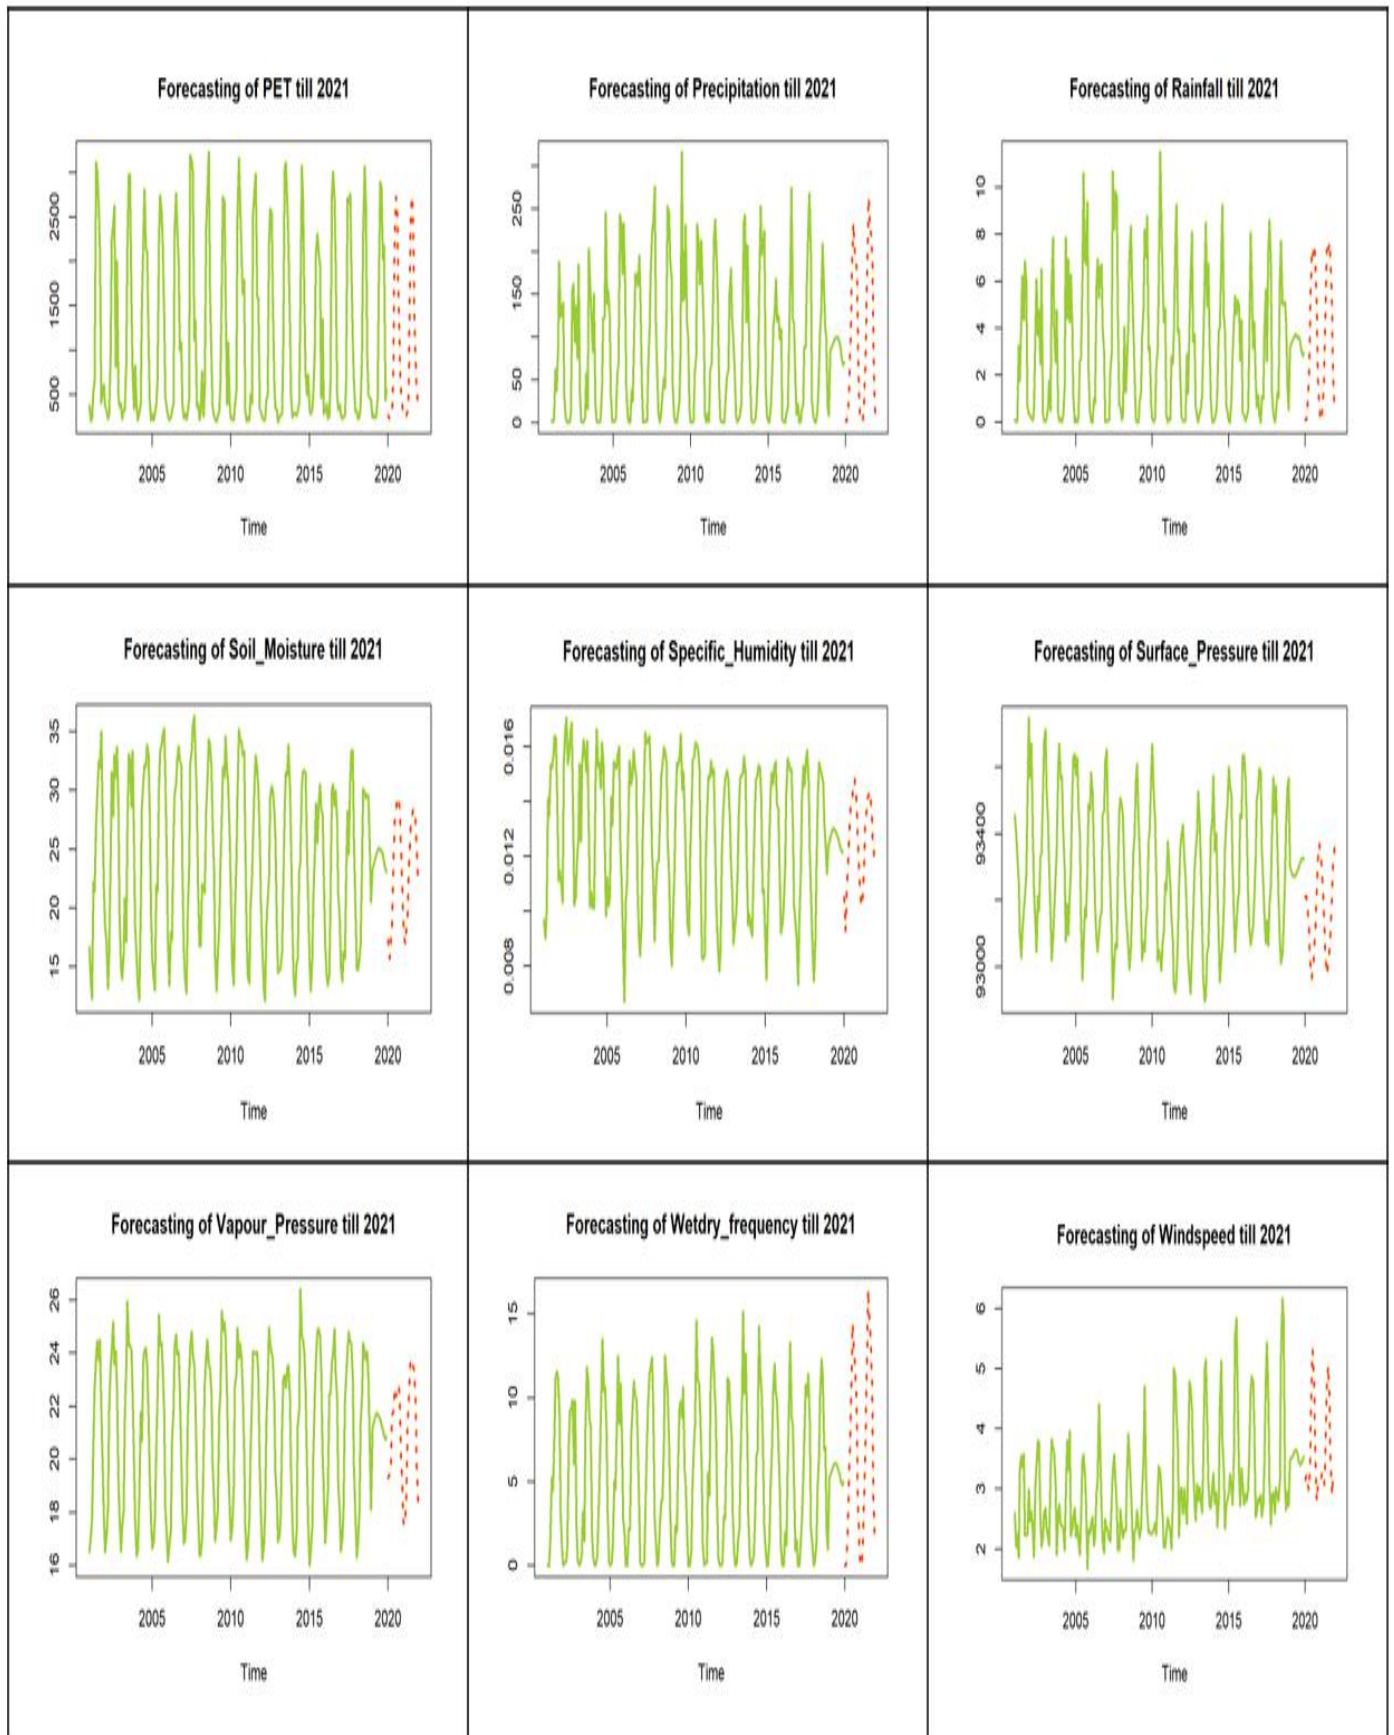 Forecasting of PET till 2021
2500
1500
500
2005 2010 2015 2020
Time
Forecasting of Precipitation till 2021
250
150
50
0
2005 2010 2015 2020
Time
Forecasting of Rainfall till 2021
10
8
6
4
2
0
2005 2010 2015 2020
Time
Forecasting of Soil_Moisture till 2021
35
30
25
20
15
2005 2010 2015 2020
Time
Forecasting of Specific_Humidity till 2021
0.016
0.012
0.008
2005 2010 2015 2020
Time
Forecasting of Surface_Pressure till 2021
93400
93000
2005 2010 2015 2020
Time
Forecasting of Vapour_Pressure till 2021
26
24
22
20
18
16
2005 2010 2015 2020
Time
Forecasting of Wetdry_frequency till 2021
15
10
5
0
2005 2010 2015 2020
Time
Forecasting of Windspeed till 2021
6
5
4
3
2
2005 2010 2015 2020
Time